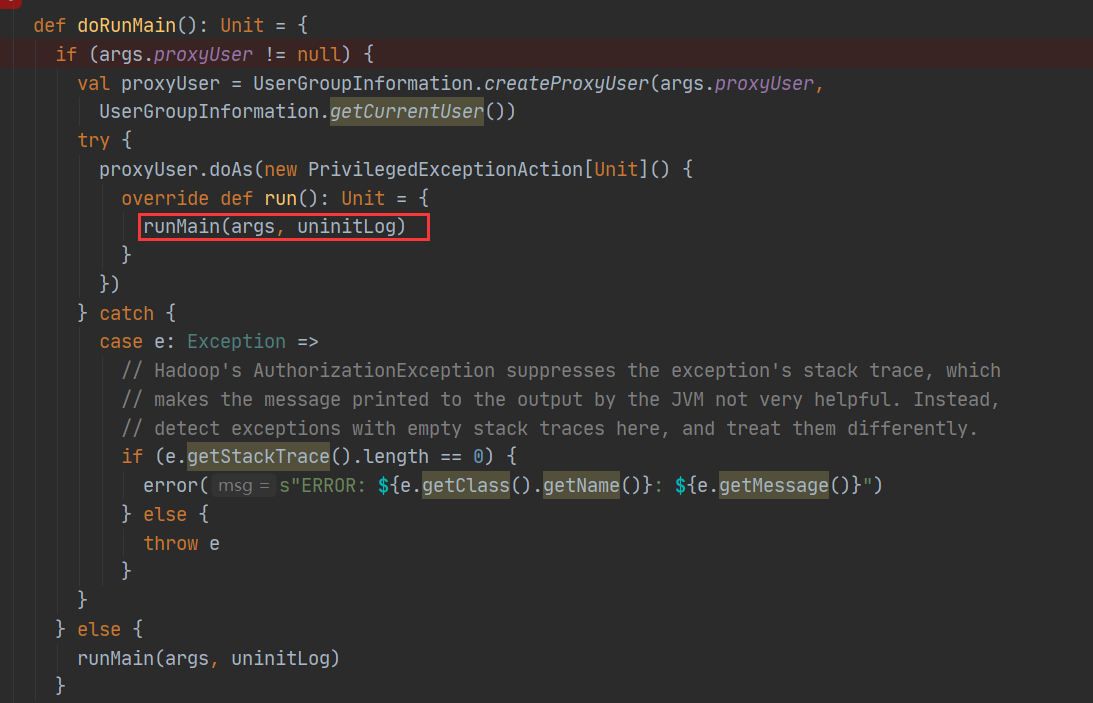 def doRunMain(): Unit = {
if (args.proxyUser != null) {
val proxyUser = UserGroupInformation.createProxyUser(args.proxyUser,
UserGroupInformation.getCurrentUser())
try {
proxyUser.doAs(new PrivilegedExceptionAction[Unit]() {
override def run(): Unit = {
runMain(args, uninitLog)
}
})
} catch {
case e: Exception =>
// Hadoop's AuthorizationException suppresses the exception's stack trace, which
// makes the message printed to the output by the JVM not very helpful. Instead,
// detect exceptions with empty stack traces here, and treat them differently.
if (e.getStackTrace().length == 0) {
error( msg = s"ERROR: ${e.getClass().getName()}: ${e.getMessage()}")
} else {
throw e
}
}
} else {
runMain(args, uninitLog)
}